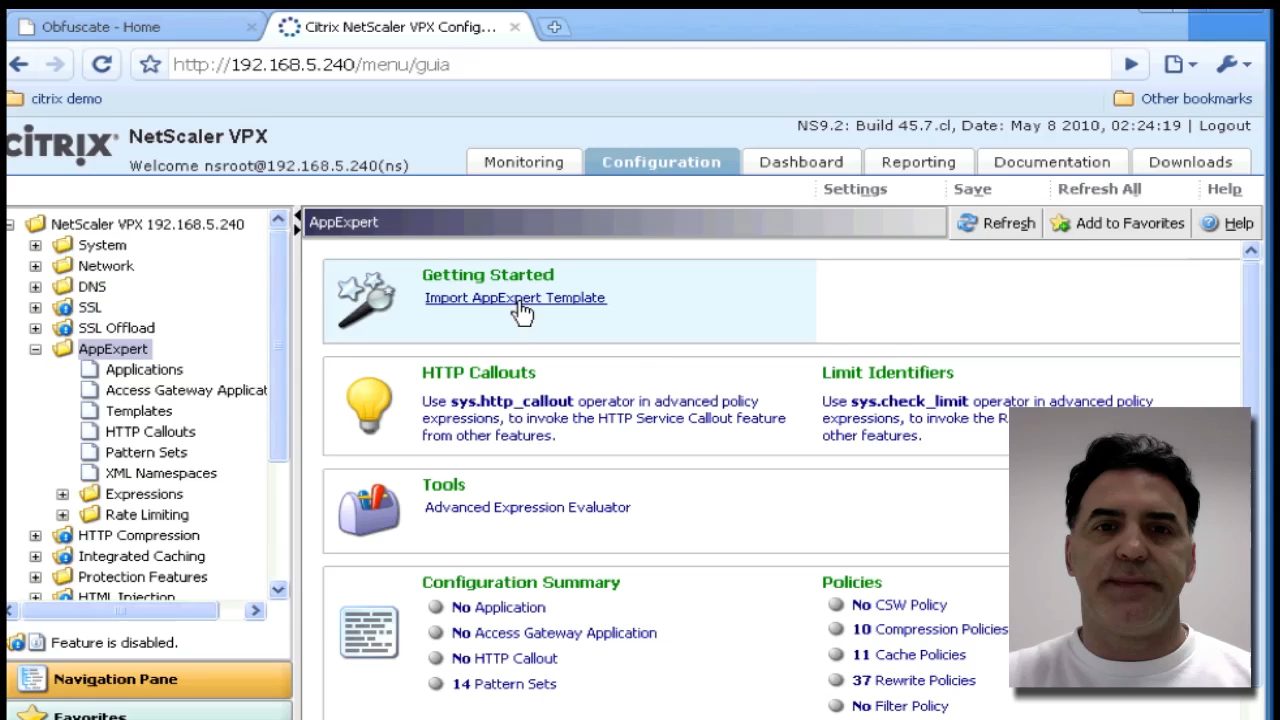 Obfuscate - Home
Citrix NetScaler VPX Config...
http://192.168.5.240/menu/guia
citrix demo
Other bookmarks
CITRIX NetScaler VPX
NS9.2: Build 45.7.cl, Date: May 8 2010, 02:24:19 | Logout
Welcome nsroot@192.168.5.240(ns)
Monitoring Configuration Dashboard Reporting Documentation Downloads
Settings Save Refresh All Help
NetScaler VPX 192.168.5.240
System
Network
DNS
SSL
SSL Offload
AppExpert
Applications
Access Gateway Applicat
Templates
HTTP Callouts
Pattern Sets
XML Namespaces
Expressions
Rate Limiting
HTTP Compression
Integrated Caching
Protection Features
HTML Injection
Feature is disabled.
Navigation Pane
Favorites
AppExpert
Refresh Add to Favorites Help
Getting Started
Import AppExpert Template
HTTP Callouts
Use sys.http_callout operator in advanced policy
expressions, to invoke the HTTP Service Callout feature
from other features.
Limit Identifiers
Use sys.check_limit operator in advanced policy
expressions, to invoke the R
other features.
Tools
Advanced Expression Evaluator
Configuration Summary
No Application
No Access Gateway Application
No HTTP Callout
14 Pattern Sets
Policies
No CSW Policy
10 Compression Policies
11 Cache Policies
37 Rewrite Policies
No Filter Policy